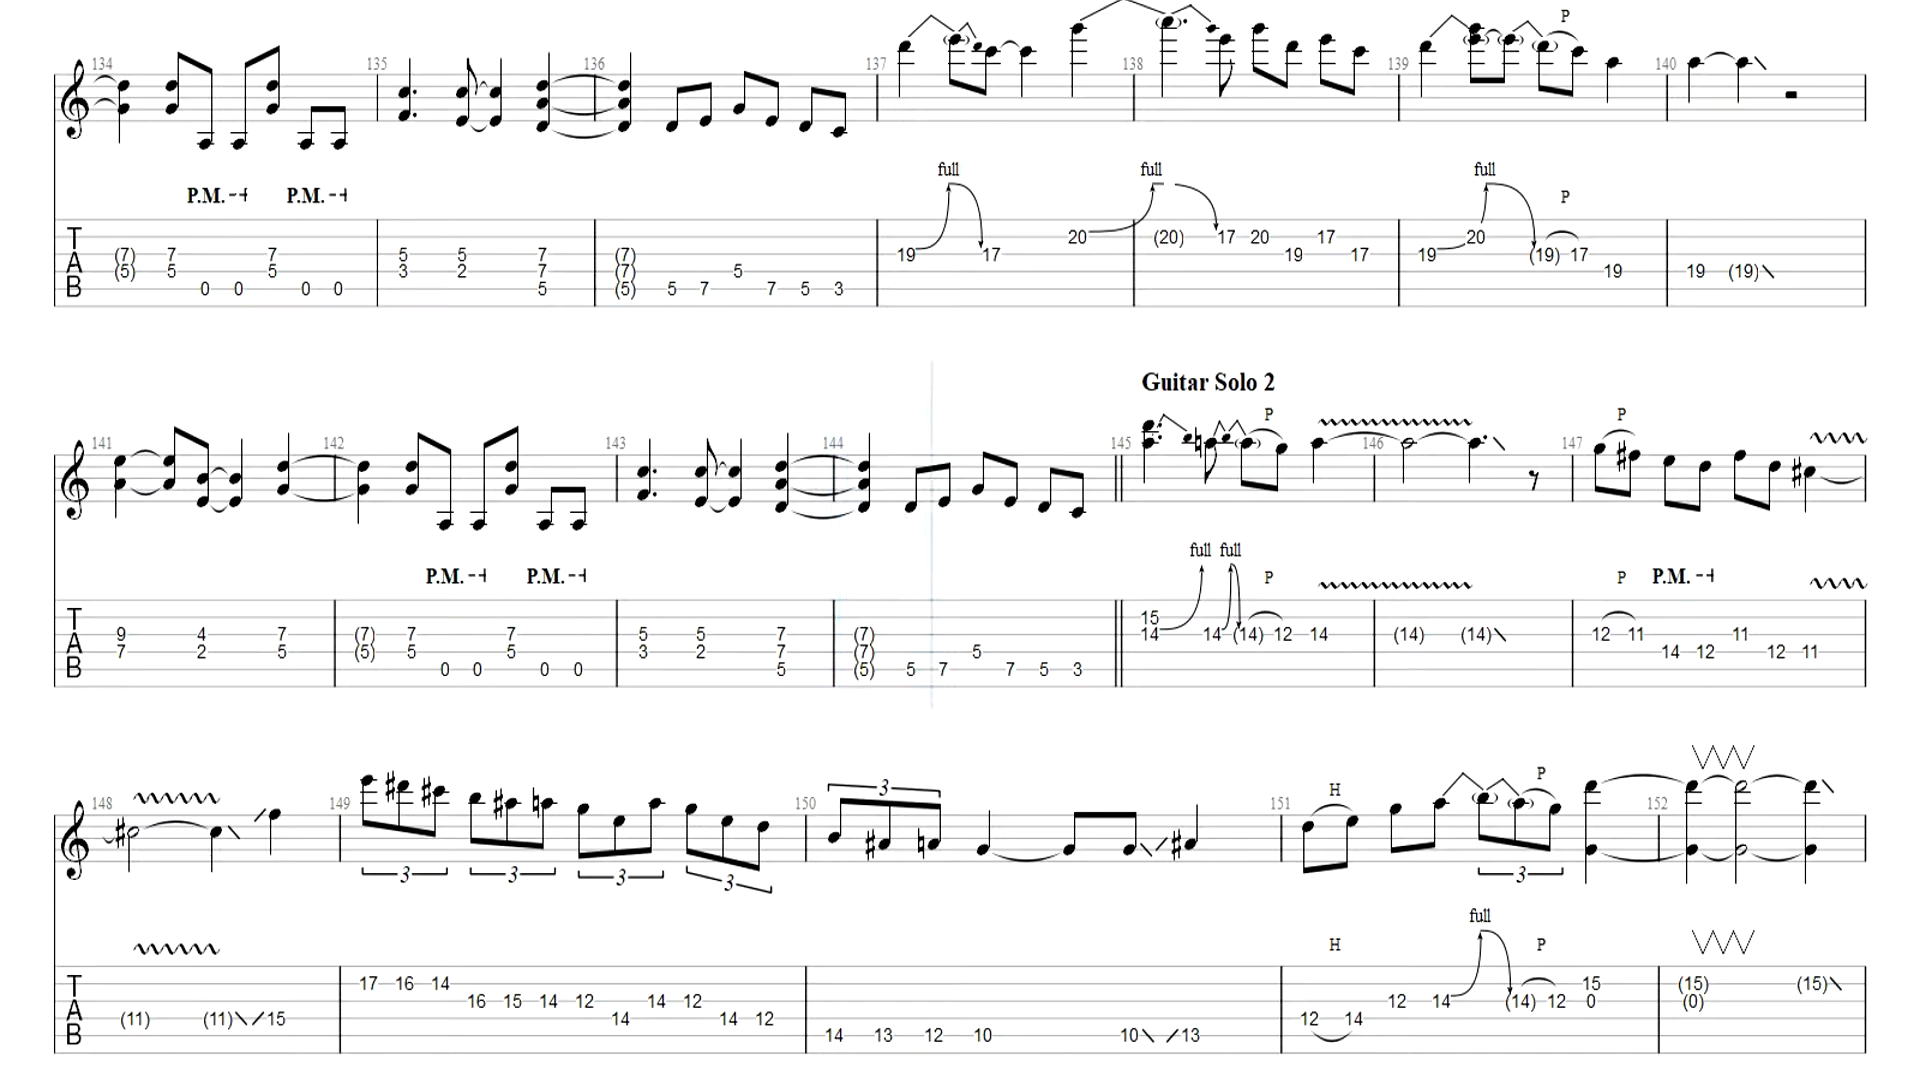 P
134 135 136 137 138 139 140
full full full
P.M. P.M. P
T (7) 7 7 5 5 7 (7) 19 17 20 (20) 17 20 19 17 17 19 20 (19) 17
A (5) 5 5 3 2 7 (7) 5 19 19 (19)
B 0 0 0 0 5 (5) 5 7 7 5 3
Guitar Solo 2
P P
141 142 143 144 145 146 147
full full
P.M. P.M. P P P.M.
T 15
9 4 7 (7) 7 7 5 5 7 (7) 14 14 (14) 12 14 (14) (14) 12 11 11
A 7 2 5 (5) 5 5 3 2 7 (7) 5 14 12 12 11
B 0 0 0 0 5 (5) 5 7 7 5 3
3
H P
148 149 150 151 152
3 3 3 3 3
full
H P
T 17 16 14 15 (15) (15)
16 15 14 12 14 12 12 14 (14) 12 0 (0)
A (11) (11) 15 14 14 12 12 14
B 14 13 12 10 10 13